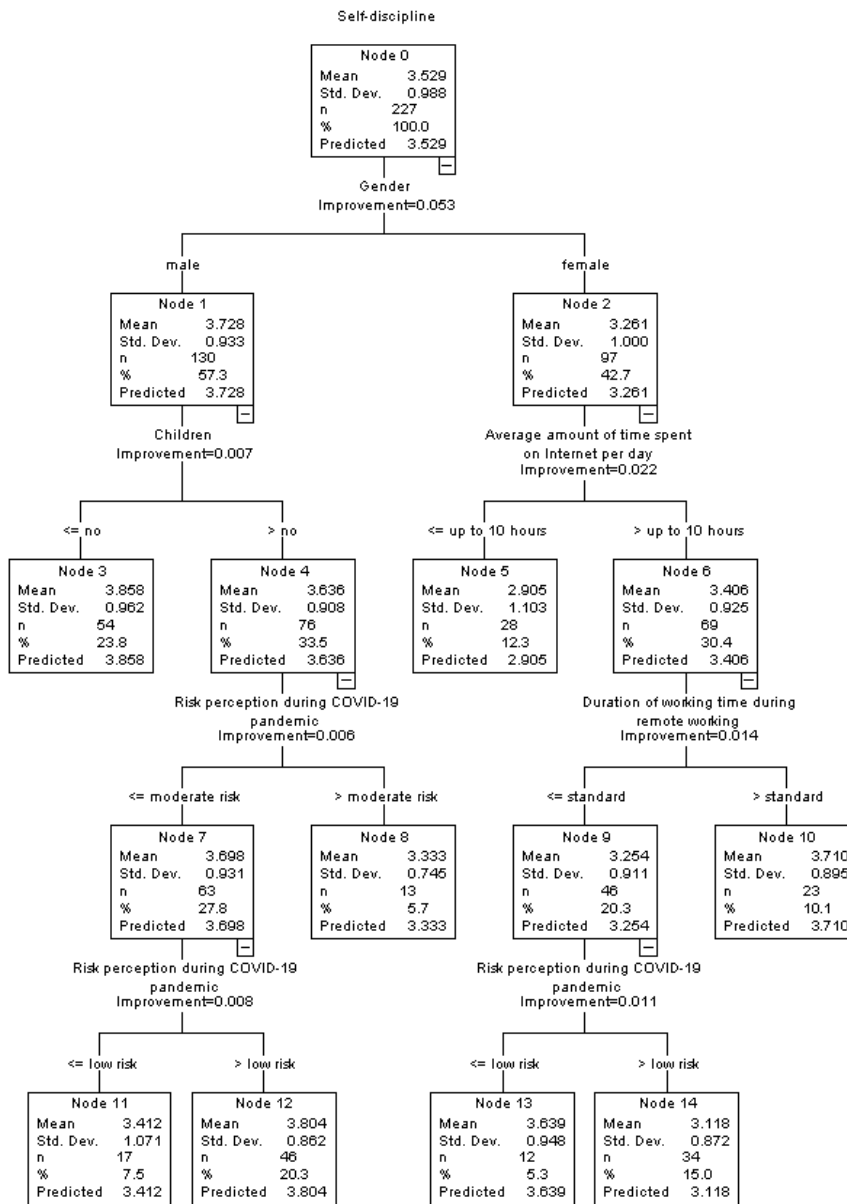 Self-discipline
Node 0
Mean 3.529
Std. Dev. 0.988
n 227
% 100.0
Predicted 3.529
Gender
Improvement=0.053
male
female
Node 1
Mean 3.728
Std. Dev. 0.933
n 130
% 57.3
Predicted 3.728
Node 2
Mean 3.261
Std. Dev. 1.000
n 97
% 42.7
Predicted 3.261
Children
Improvement=0.007
Average amount of time spent
on Internet per day
Improvement=0.022
<= no
> no
<= up to 10 hours
> up to 10 hours
Node 3
Mean 3.858
Std. Dev. 0.962
n 54
% 23.8
Predicted 3.858
Node 4
Mean 3.636
Std. Dev. 0.908
n 76
% 33.5
Predicted 3.636
Node 5
Mean 2.905
Std. Dev. 1.103
n 28
% 12.3
Predicted 2.905
Node 6
Mean 3.406
Std. Dev. 0.925
n 69
% 30.4
Predicted 3.406
Risk perception during COVID-19
pandemic
Improvement=0.006
Duration of working time during
remote working
Improvement=0.014
<= moderate risk
> moderate risk
<= standard
> standard
Node 7
Mean 3.698
Std. Dev. 0.931
n 63
% 27.8
Predicted 3.698
Node 8
Mean 3.333
Std. Dev. 0.745
n 13
% 5.7
Predicted 3.333
Node 9
Mean 3.254
Std. Dev. 0.911
n 46
% 20.3
Predicted 3.254
Node 10
Mean 3.710
Std. Dev. 0.895
n 23
% 10.1
Predicted 3.710
Risk perception during COVID-19
pandemic
Improvement=0.008
Risk perception during COVID-19
pandemic
Improvement=0.011
<= low risk
> low risk
<= low risk
> low risk
Node 11
Mean 3.412
Std. Dev. 1.071
n 17
% 7.5
Predicted 3.412
Node 12
Mean 3.804
Std. Dev. 0.862
n 46
% 20.3
Predicted 3.804
Node 13
Mean 3.639
Std. Dev. 0.948
n 12
% 5.3
Predicted 3.639
Node 14
Mean 3.118
Std. Dev. 0.872
n 34
% 15.0
Predicted 3.118